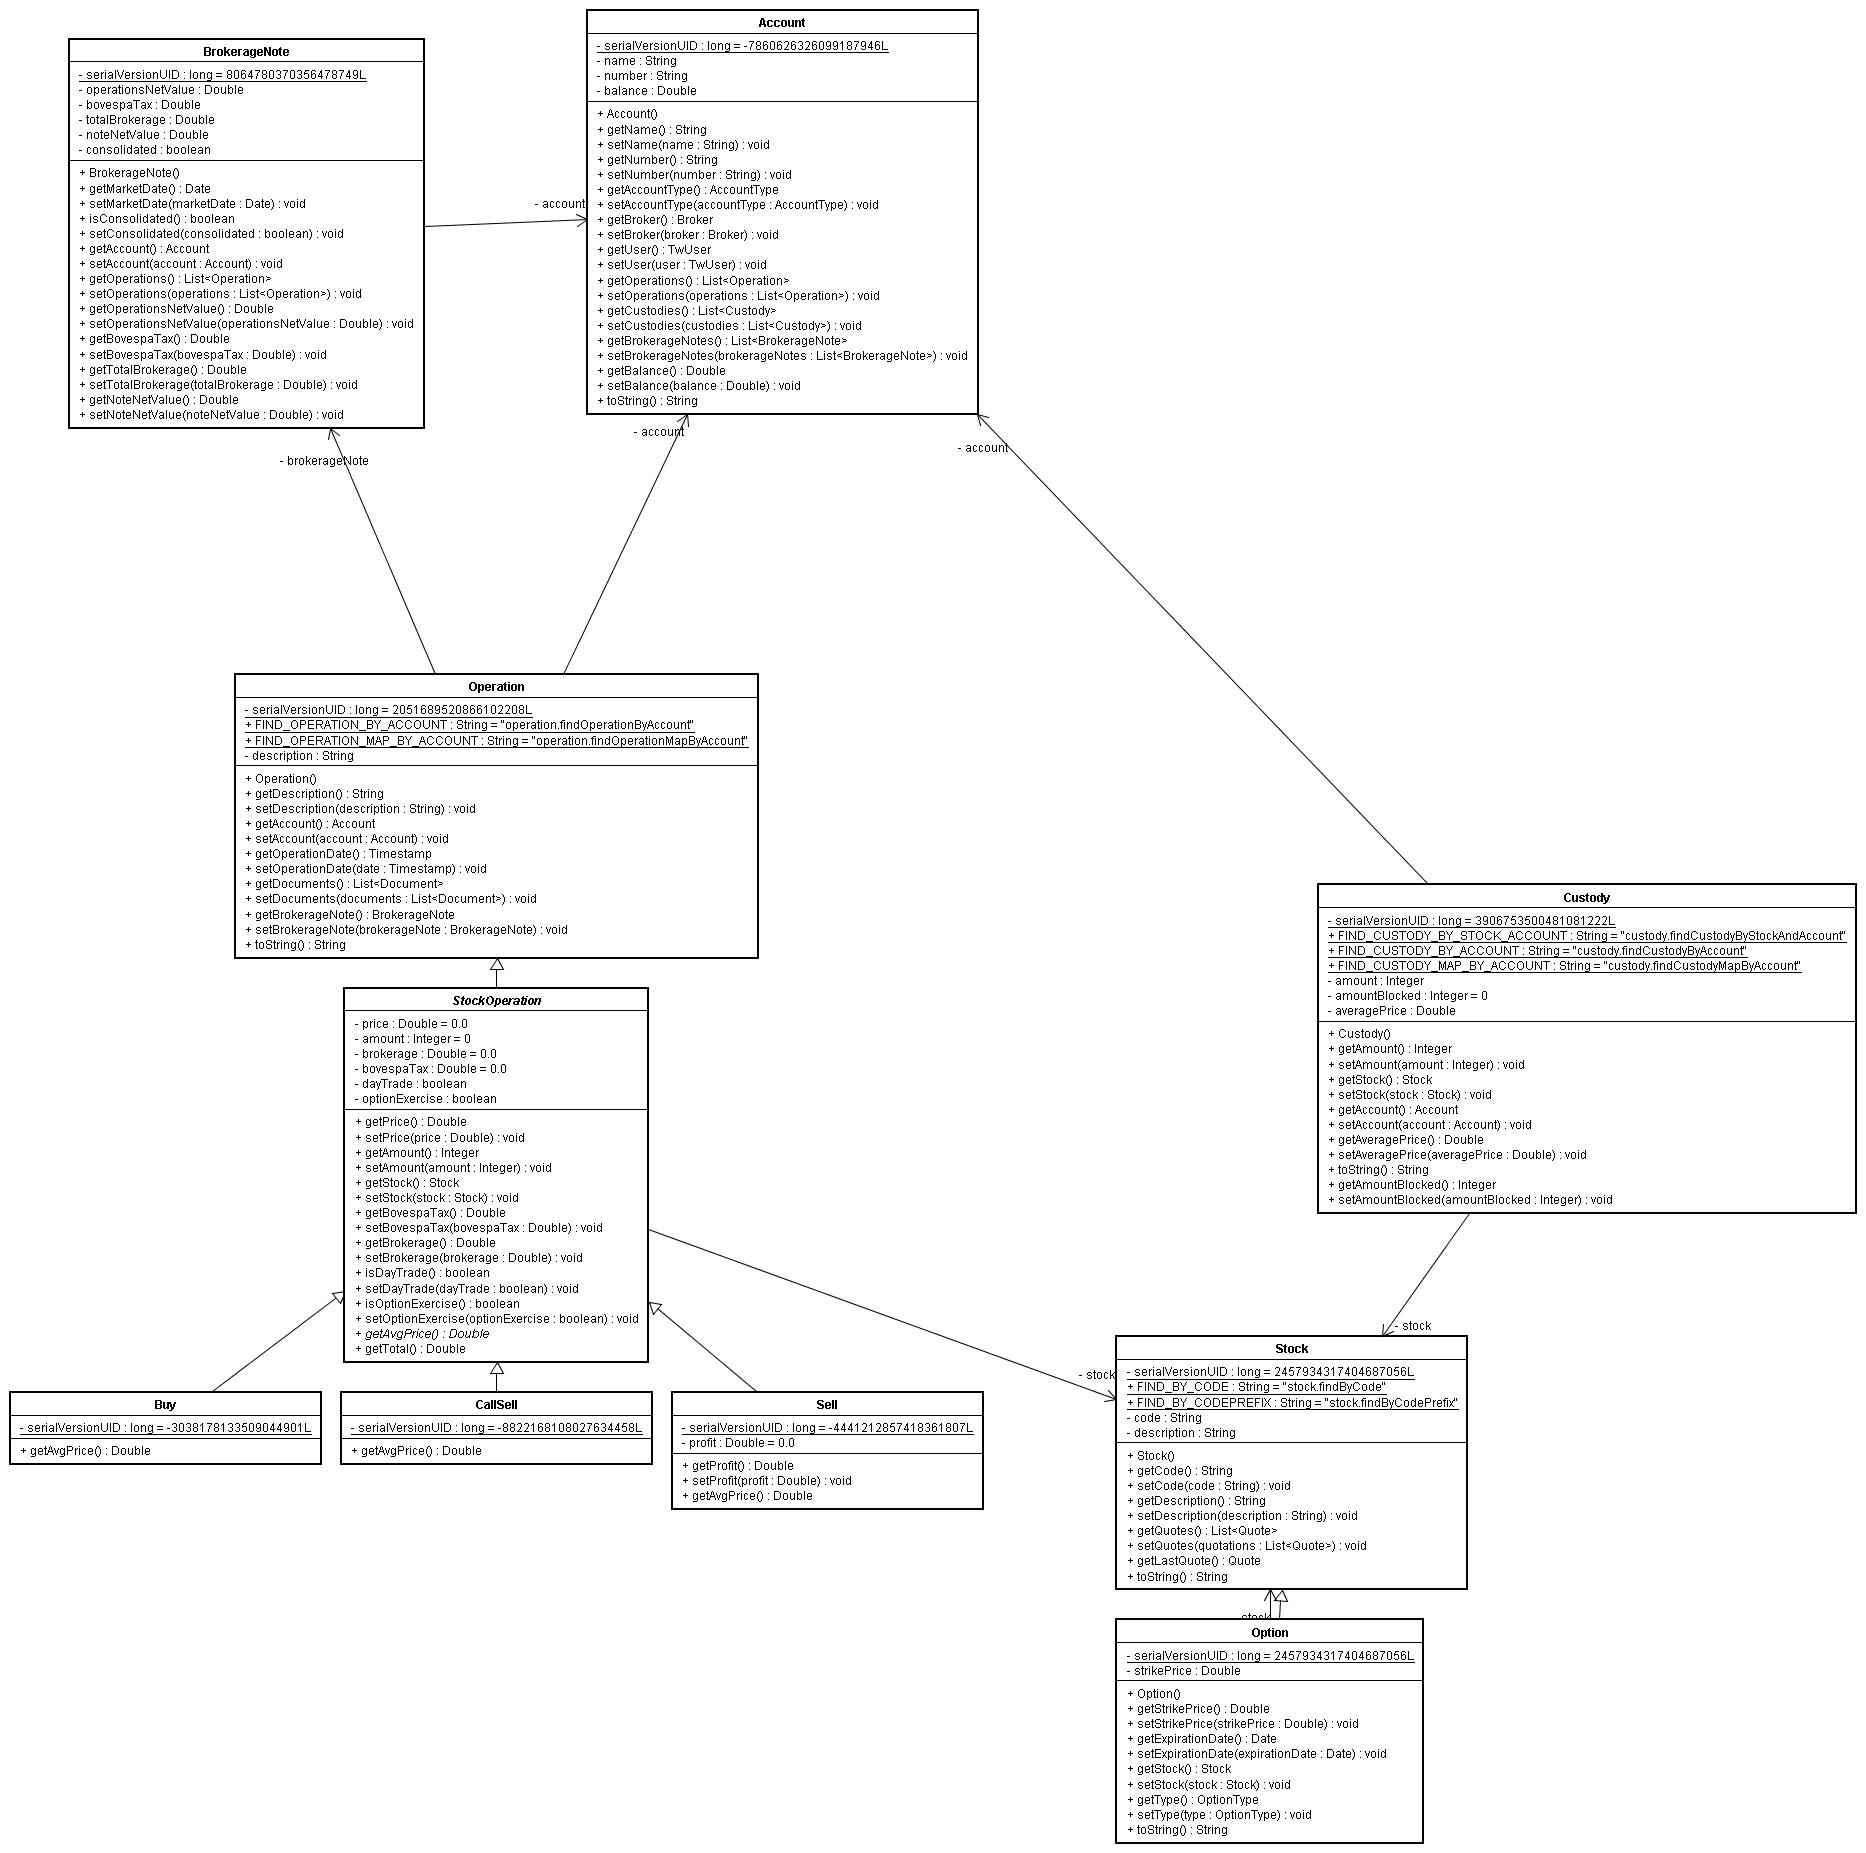 BrokerageNote
- serialVersionUID : long = 8064780370356478749L
- operationsNetValue : Double
- bovespaTax : Double
- totalBrokerage : Double
- noteNetValue : Double
- consolidated : boolean
+ BrokerageNote()
+ getMarketDate() : Date
+ setMarketDate(marketDate : Date) : void
+ isConsolidated() : boolean
+ setConsolidated(consolidated : boolean) : void
+ getAccount() : Account
+ setAccount(account : Account) : void
+ getOperations() : List<Operation>
+ setOperations(operations : List<Operation>) : void
+ getOperationsNetValue() : Double
+ setOperationsNetValue(operationsNetValue : Double) : void
+ getBovespaTax() : Double
+ setBovespaTax(bovespaTax : Double) : void
+ getTotalBrokerage() : Double
+ setTotalBrokerage(totalBrokerage : Double) : void
+ getNoteNetValue() : Double
+ setNoteNetValue(noteNetValue : Double) : void
- account
Account
- serialVersionUID : long = -7860626326099187946L
- name : String
- number : String
- balance : Double
+ Account()
+ getName() : String
+ setName(name : String) : void
+ getNumber() : String
+ setNumber(number : String) : void
+ getAccountType() : AccountType
+ setAccountType(accountType : AccountType) : void
+ getBroker() : Broker
+ setBroker(broker : Broker) : void
+ getUser() : TwUser
+ setUser(user : TwUser) : void
+ getOperations() : List<Operation>
+ setOperations(operations : List<Operation>) : void
+ getCustodies() : List<Custody>
+ setCustodies(custodies : List<Custody>) : void
+ getBrokerageNotes() : List<BrokerageNote>
+ setBrokerageNotes(brokerageNotes : List<BrokerageNote>) : void
+ getBalance() : Double
+ setBalance(balance : Double) : void
+ toString() : String
- brokerageNote
- account
- account
Operation
- serialVersionUID : long = 2051689520866102208L
+ FIND_OPERATION_BY_ACCOUNT : String = "operation.findOperationByAccount"
+ FIND_OPERATION_MAP_BY_ACCOUNT : String = "operation.findOperationMapByAccount"
- description : String
+ Operation()
+ getDescription() : String
+ setDescription(description : String) : void
+ getAccount() : Account
+ setAccount(account : Account) : void
+ getOperationDate() : Timestamp
+ setOperationDate(date : Timestamp) : void
+ getDocuments() : List<Document>
+ setDocuments(documents : List<Document>) : void
+ getBrokerageNote() : BrokerageNote
+ setBrokerageNote(brokerageNote : BrokerageNote) : void
+ toString() : String
Custody
- serialVersionUID : long = 3906753500481081222L
+ FIND_CUSTODY_BY_STOCK_ACCOUNT : String = "custody.findCustodyByStockAndAccount"
+ FIND_CUSTODY_BY_ACCOUNT : String = "custody.findCustodyByAccount"
+ FIND_CUSTODY_MAP_BY_ACCOUNT : String = "custody.findCustodyMapByAccount"
- amount : Integer
- amountBlocked : Integer = 0
- averagePrice : Double
+ Custody()
+ getAmount() : Integer
+ setAmount(amount : Integer) : void
+ getStock() : Stock
+ setStock(stock : Stock) : void
+ getAccount() : Account
+ setAccount(account : Account) : void
+ getAveragePrice() : Double
+ setAveragePrice(averagePrice : Double) : void
+ toString() : String
+ getAmountBlocked() : Integer
+ setAmountBlocked(amountBlocked : Integer) : void
StockOperation
- price : Double = 0.0
- amount : Integer = 0
- brokerage : Double = 0.0
- bovespaTax : Double = 0.0
- dayTrade : boolean
- optionExercise : boolean
+ getPrice() : Double
+ setPrice(price : Double) : void
+ getAmount() : Integer
+ setAmount(amount : Integer) : void
+ getStock() : Stock
+ setStock(stock : Stock) : void
+ getBovespaTax() : Double
+ setBovespaTax(bovespaTax : Double) : void
+ getBrokerage() : Double
+ setBrokerage(brokerage : Double) : void
+ isDayTrade() : boolean
+ setDayTrade(dayTrade : boolean) : void
+ isOptionExercise() : boolean
+ setOptionExercise(optionExercise : boolean) : void
+ getAvgPrice() : Double
+ getTotal() : Double
- stock
- stock
Buy
- serialVersionUID : long = -3038178133509044901L
+ getAvgPrice() : Double
CallSell
- serialVersionUID : long = -8822168108027634458L
+ getAvgPrice() : Double
Sell
- serialVersionUID : long = -4441212857418361807L
- profit : Double = 0.0
+ getProfit() : Double
+ setProfit(profit : Double) : void
+ getAvgPrice() : Double
Stock
- serialVersionUID : long = 2457934317404687056L
+ FIND_BY_CODE : String = "stock.findByCode"
+ FIND_BY_CODEPREFIX : String = "stock.findByCodePrefix"
- code : String
- description : String
+ Stock()
+ getCode() : String
+ setCode(code : String) : void
+ getDescription() : String
+ setDescription(description : String) : void
+ getQuotes() : List<Quote>
+ setQuotes(quotations : List<Quote>) : void
+ getLastQuote() : Quote
+ toString() : String
stock
Option
- serialVersionUID : long = 2457934317404687056L
- strikePrice : Double
+ Option()
+ getStrikePrice() : Double
+ setStrikePrice(strikePrice : Double) : void
+ getExpirationDate() : Date
+ setExpirationDate(expirationDate : Date) : void
+ getStock() : Stock
+ setStock(stock : Stock) : void
+ getType() : OptionType
+ setType(type : OptionType) : void
+ toString() : String